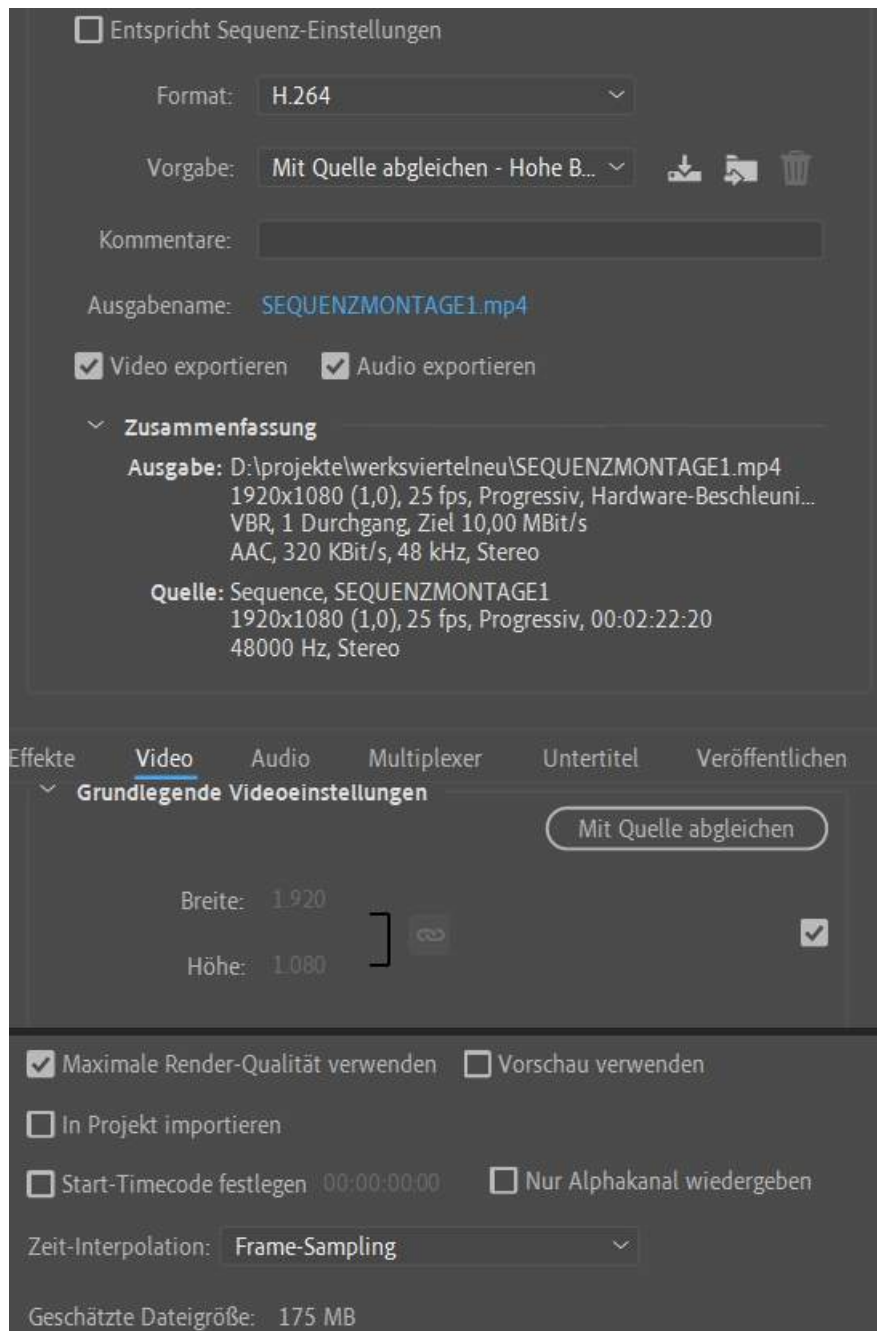 Entspricht Sequenz-Einstellungen
Format: H.264
Vorgabe: Mit Quelle abgleichen - Hohe B...
Kommentare:
Ausgabename: SEQUENZMONTAGE1.mp4
Video exportieren Audio exportieren
Zusammenfassung
Ausgabe: D:\projekte\werksviertelneu\SEQUENZMONTAGE1.mp4
1920x1080 (1,0), 25 fps, Progressiv, Hardware-Beschleuni...
VBR, 1 Durchgang, Ziel 10,00 MBit/s
AAC, 320 KBit/s, 48 kHz, Stereo
Quelle: Sequence, SEQUENZMONTAGE1
1920x1080 (1,0), 25 fps, Progressiv, 00:02:22:20
48000 Hz, Stereo
Effekte Video Audio Multiplexer Untertitel Veröffentlichen
Grundlegende Videoeinstellungen
Mit Quelle abgleichen
Breite: 1.920
Höhe: 1.080
Maximale Render-Qualität verwenden Vorschau verwenden
In Projekt importieren
Start-Timecode festlegen 00:00:00:00 Nur Alphakanal wiedergeben
Zeit-Interpolation: Frame-Sampling
Geschätzte Dateigröße: 175 MB